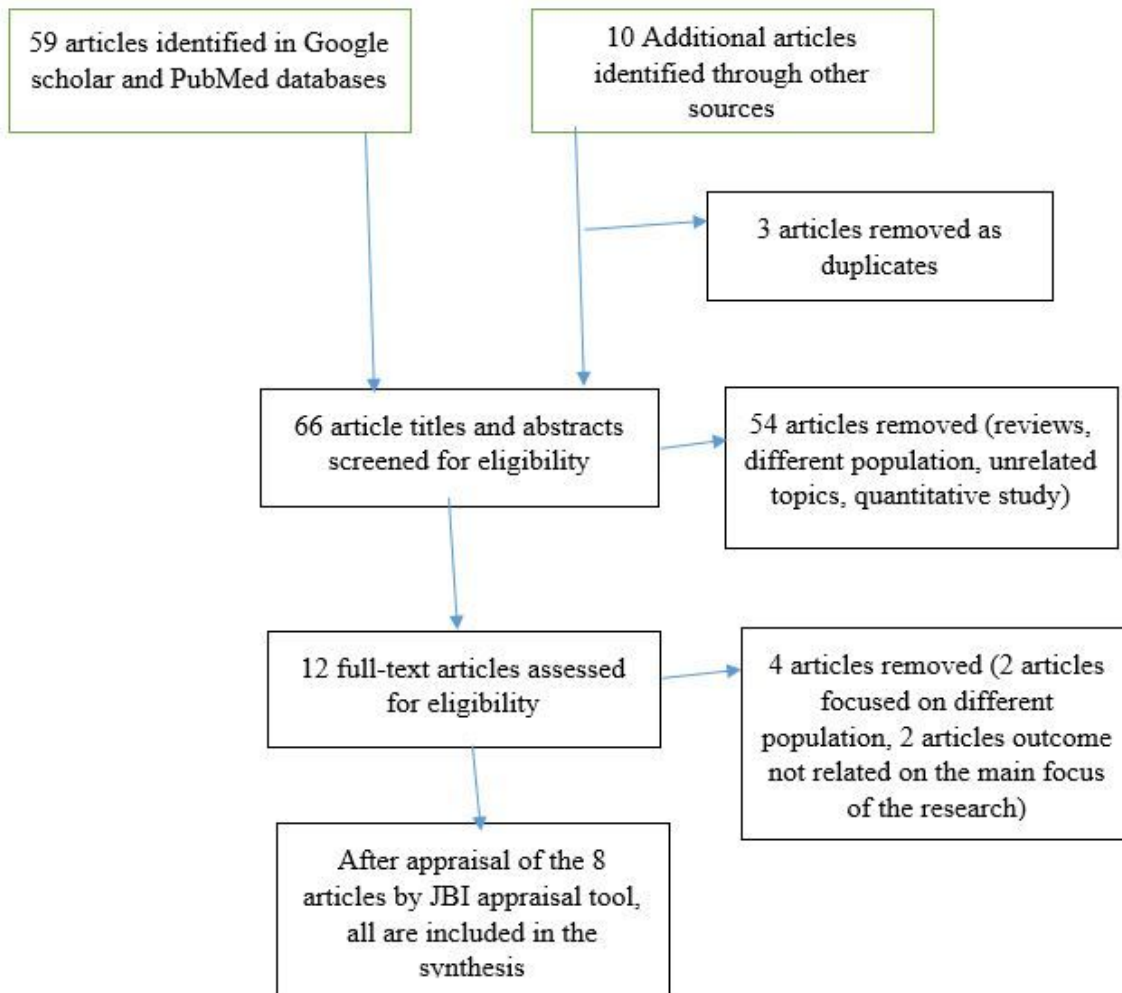 59 articles identified in Google
scholar and PubMed databases
10 Additional articles
identified through other
sources
3 articles removed as
duplicates
66 article titles and abstracts
screened for eligibility
54 articles removed (reviews,
different population, unrelated
topics, quantitative study)
12 full-text articles assessed
for eligibility
4 articles removed (2 articles
focused on different
population, 2 articles outcome
not related on the main focus
of the research)
After appraisal of the 8
articles by JBI appraisal tool,
all are included in the
synthesis